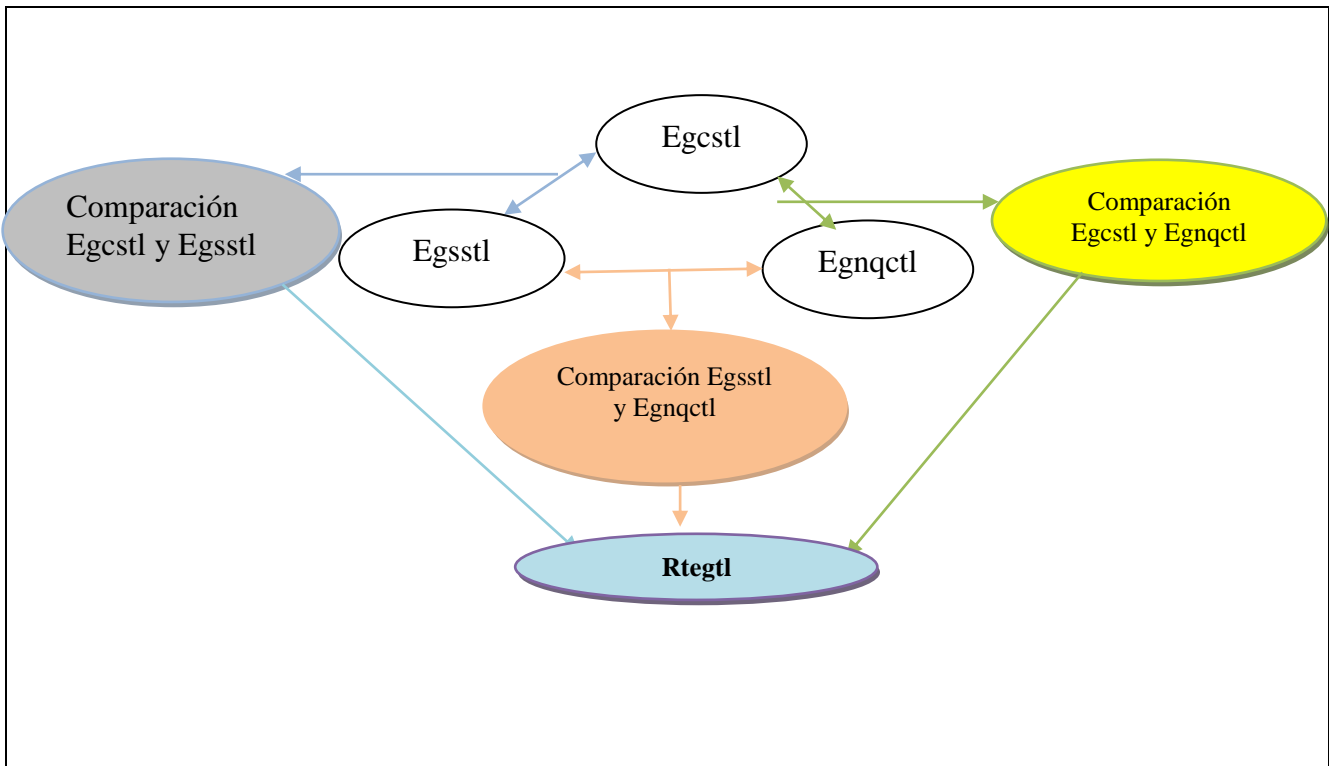 Egcstl
Comparación
Egcstl y Egsstl
Egsstl
Egnqctl
Comparación
Egcstl y Egnqctl
Comparación Egsstl
y Egnqctl
Rtegtl